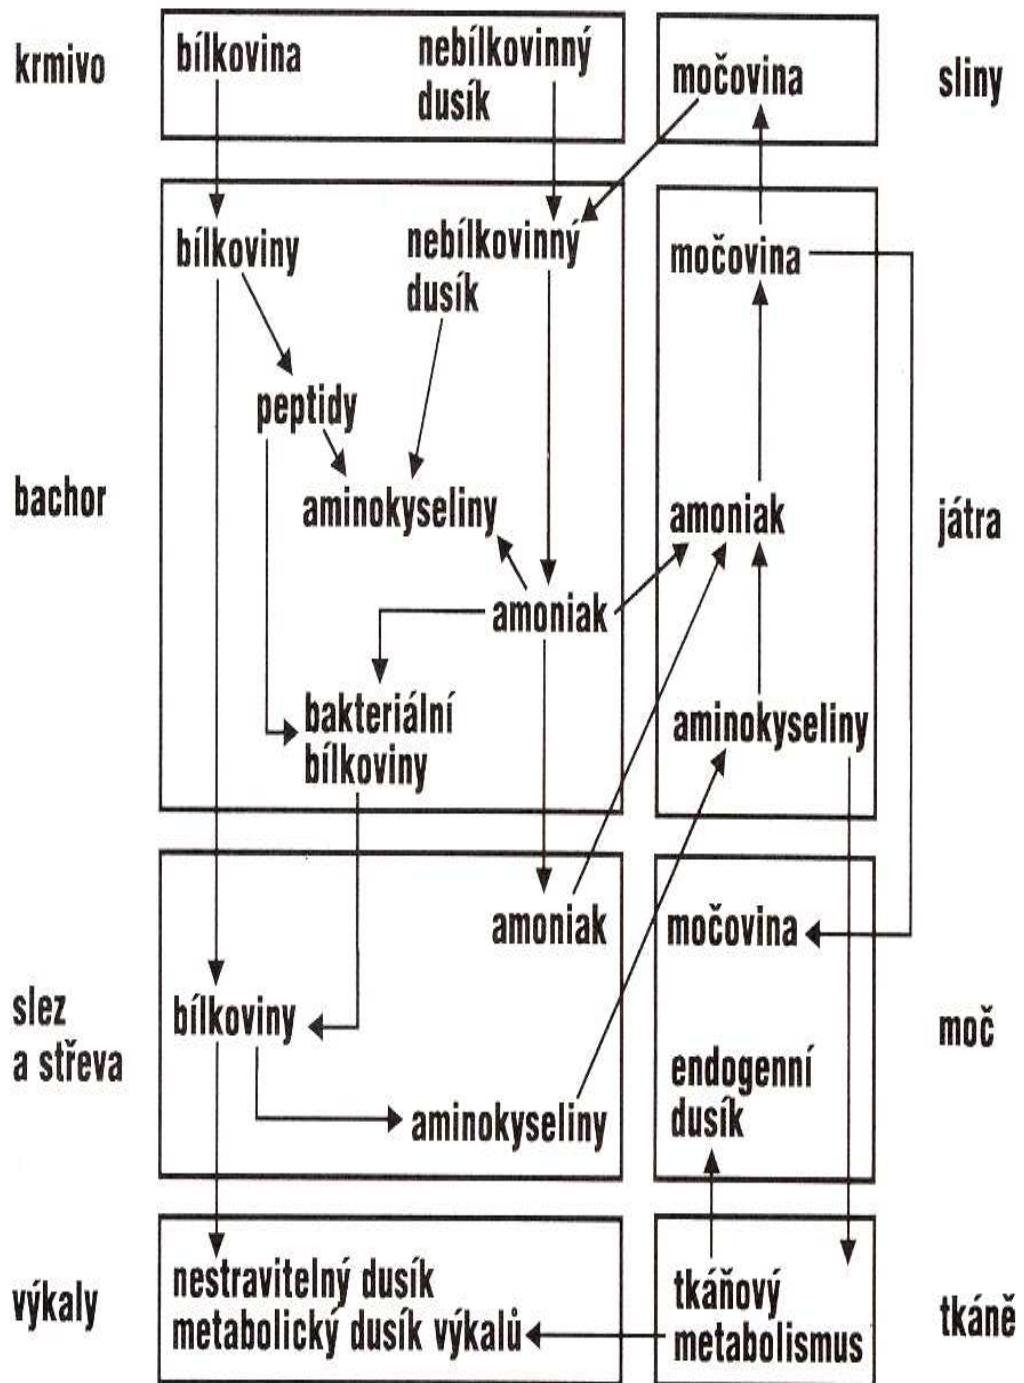 krmivo
bílkovina
nebílkovinný
dusík
močovina
sliny
bachor
bílkoviny
nebílkovinný
dusík
peptidy
aminokyseliny
amoniak
bakteriální
bílkoviny
močovina
amoniak
aminokyseliny
játra
slez
a střeva
amoniak
bílkoviny
aminokyseliny
močovina
endogenní
dusík
moč
výkaly
nestravitelný dusík
metabolický dusík výkalů
tkáňový
metabolismus
tkáně